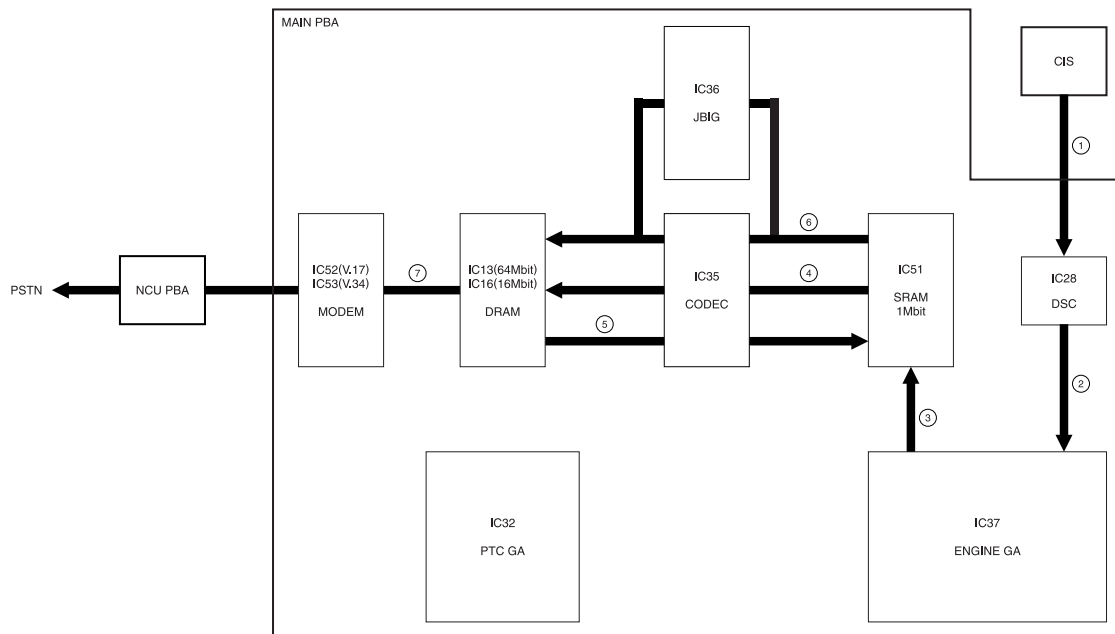 MAIN PBA
IC36
JBIG
CIS
1
6
IC52(V.17)
IC53(V.34)
MODEM
7
IC13(64Mbit)
IC16(16Mbit)
DRAM
5
IC35
CODEC
4
IC51
SRAM
1Mbit
IC28
DSC
PSTN
NCU PBA
2
3
IC32
PTC GA
IC37
ENGINE GA